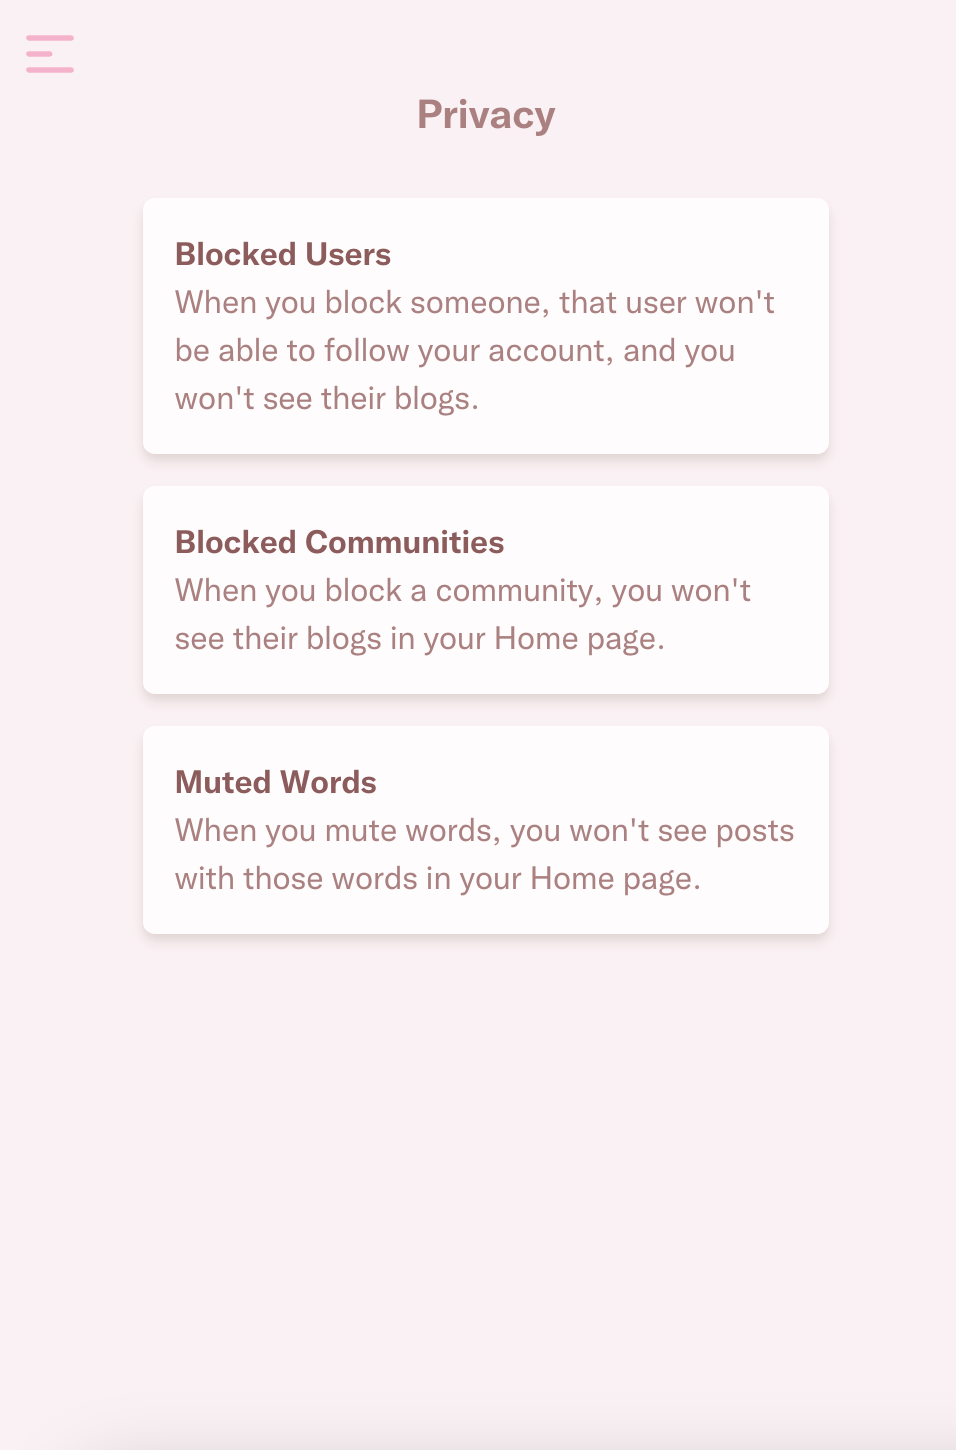 Privacy
Blocked Users
When you block someone, that user won't
be able to follow your account, and you
won't see their blogs.
Blocked Communities
When you block a community, you won't
see their blogs in your Home page.
Muted Words
When you mute words, you won't see posts
with those words in your Home page.